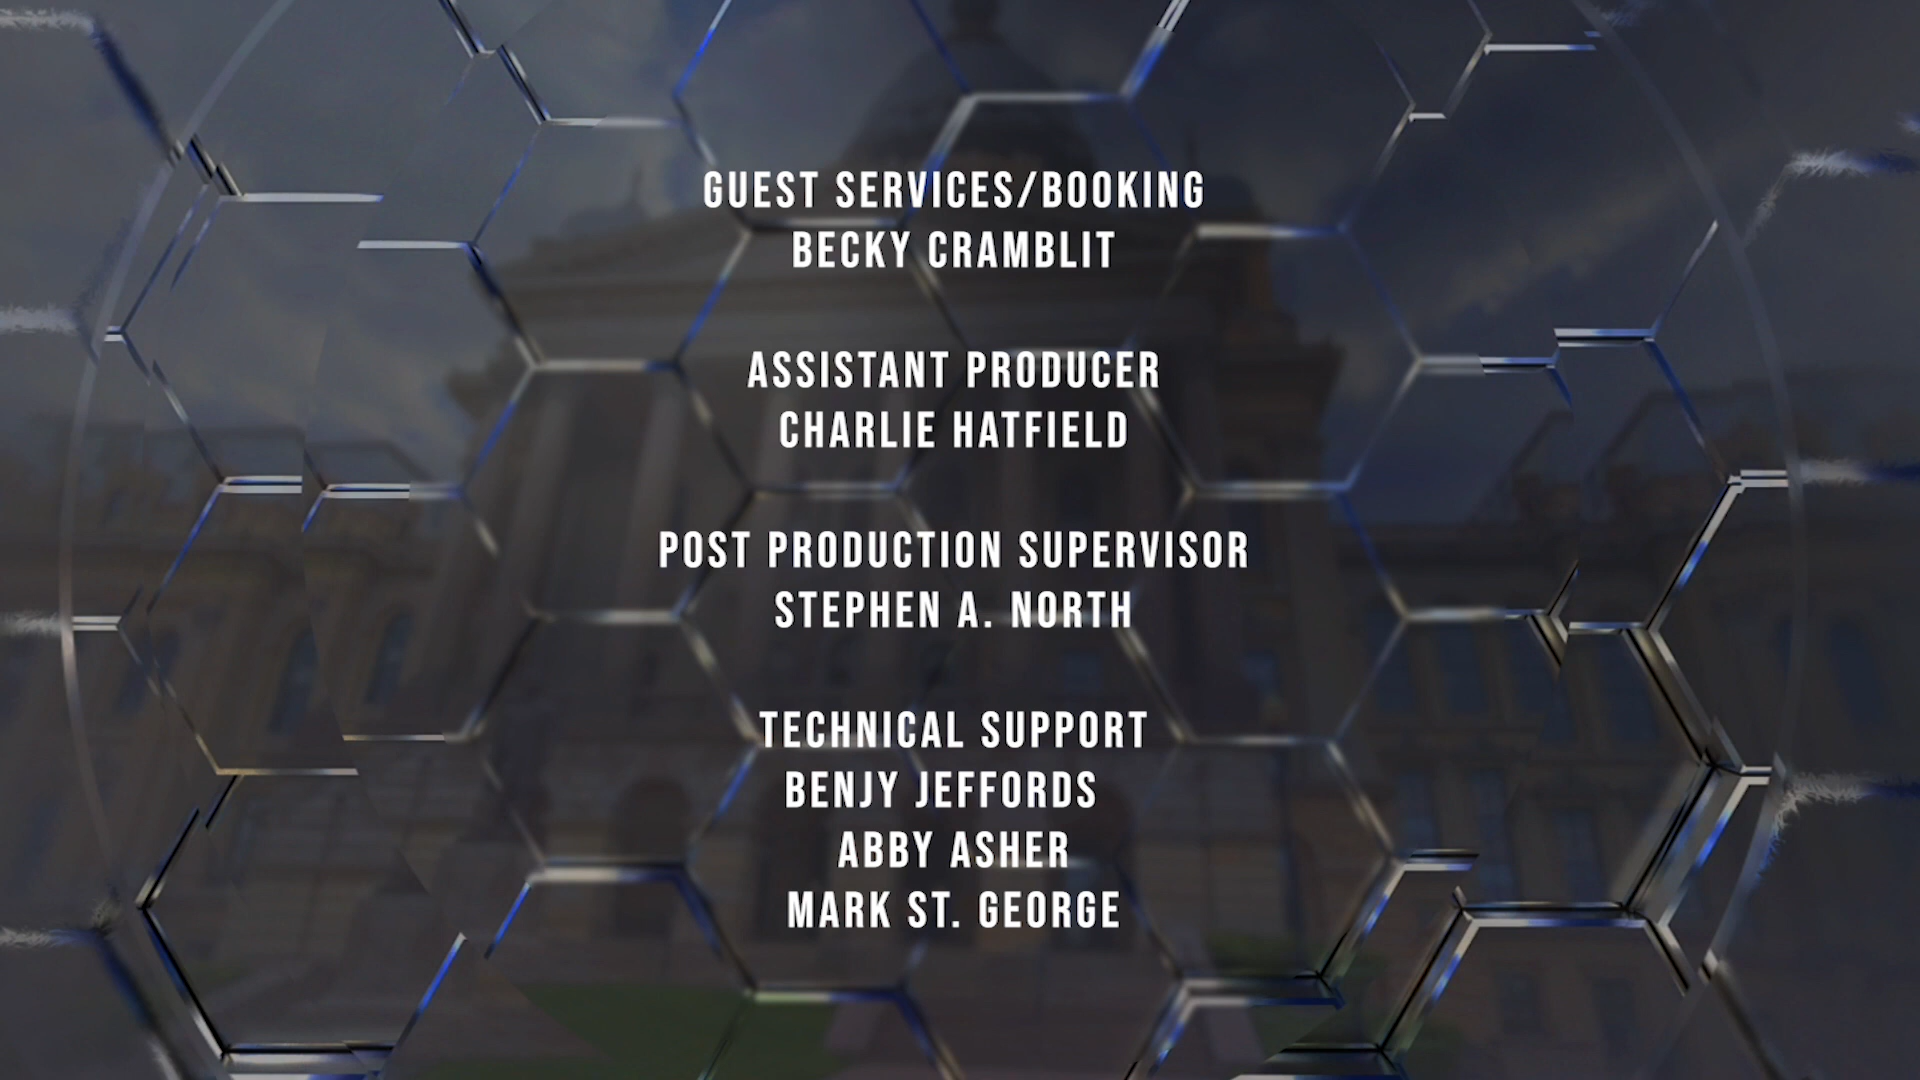 GUEST SERVICES/BOOKING
BECKY CRAMBLIT
ASSISTANT PRODUCER
CHARLIE HATFIELD
POST PRODUCTION SUPERVISOR
STEPHEN A. NORTH
TECHNICAL SUPPORT
BENJY JEFFORDS
ABBY ASHER
MARK ST. GEORGE